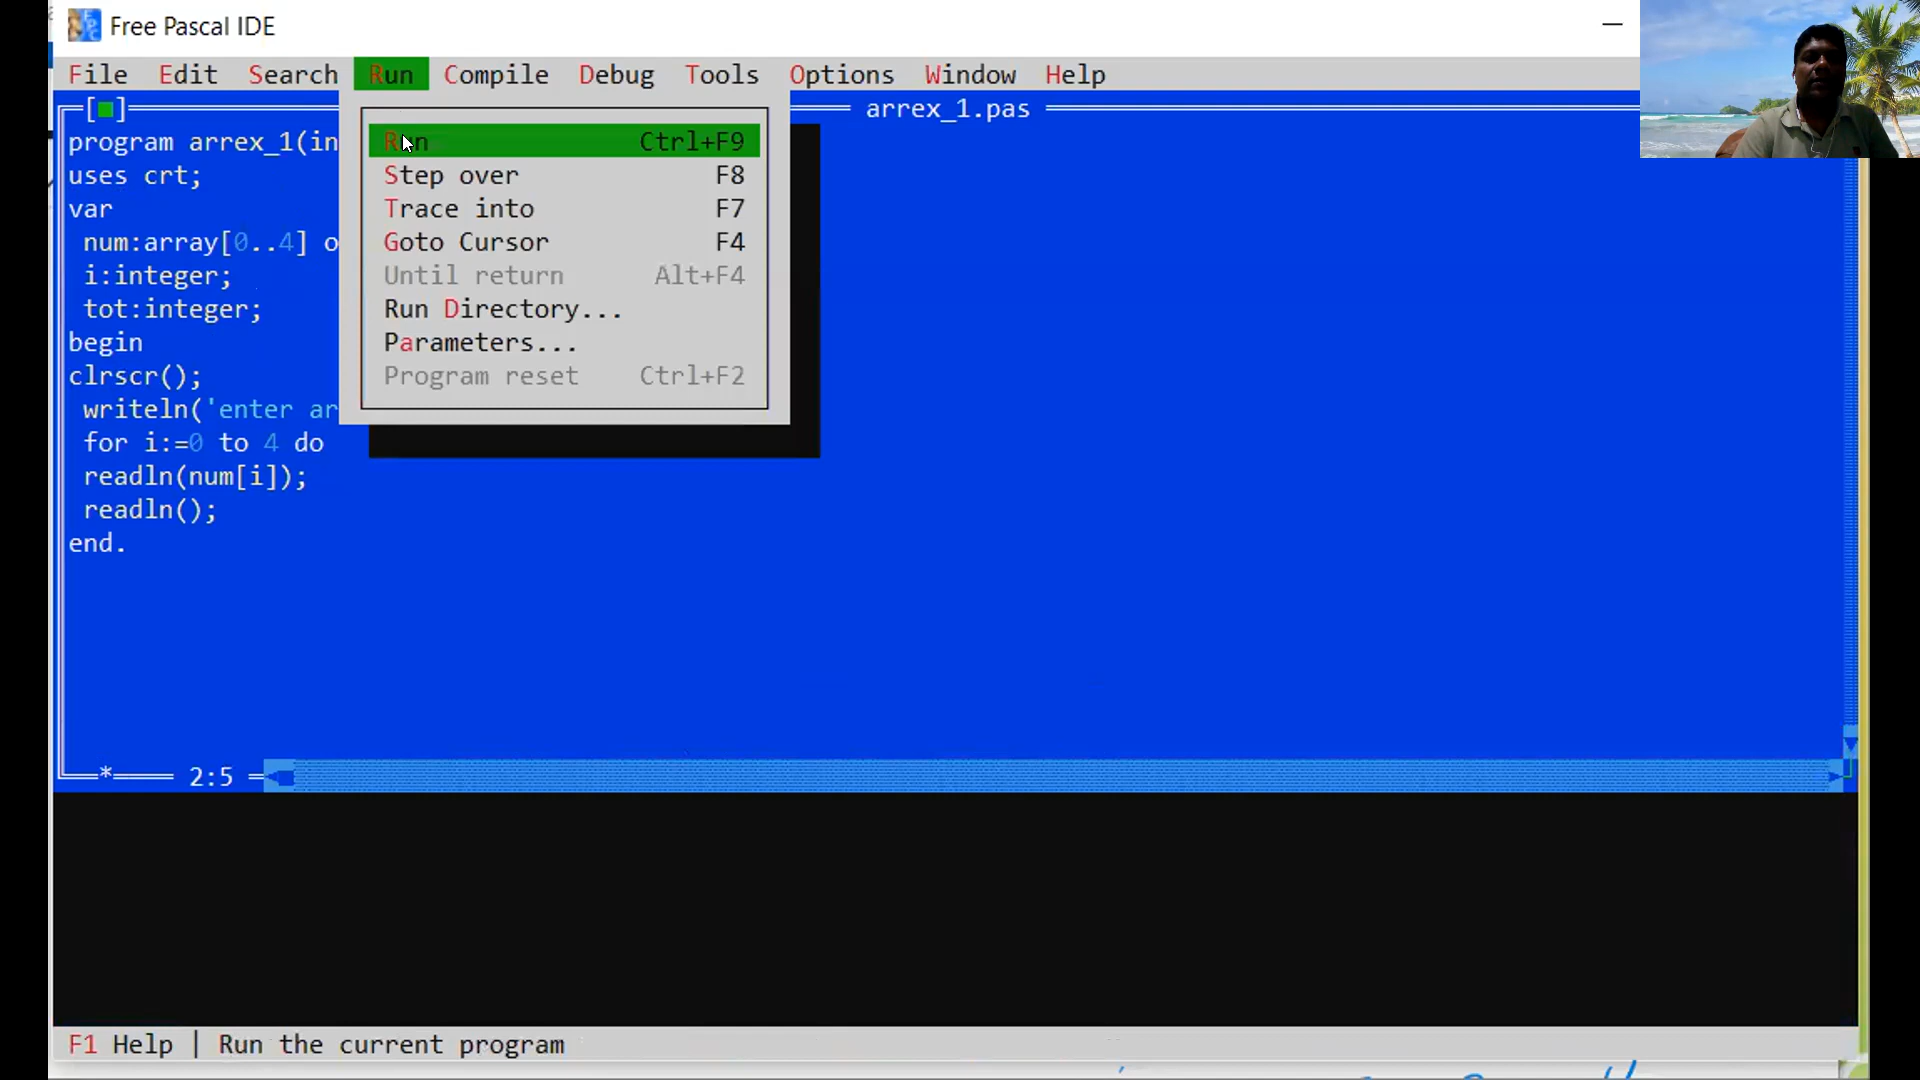 Free Pascal IDE
File Edit Search Run Compile Debug Tools Options Window Help
[■] arrex_1.pas
program arrex_1(in
uses crt;
var
num:array[0..4] o
i:integer;
tot:integer;
begin
clrscr();
writeln('enter ar
for i:=0 to 4 do
readln(num[i]);
readln();
end.
Run Ctrl+F9
Step over F8
Trace into F7
Goto Cursor F4
Until return Alt+F4
Run Directory...
Parameters...
Program reset Ctrl+F2
* 2:5
F1 Help | Run the current program